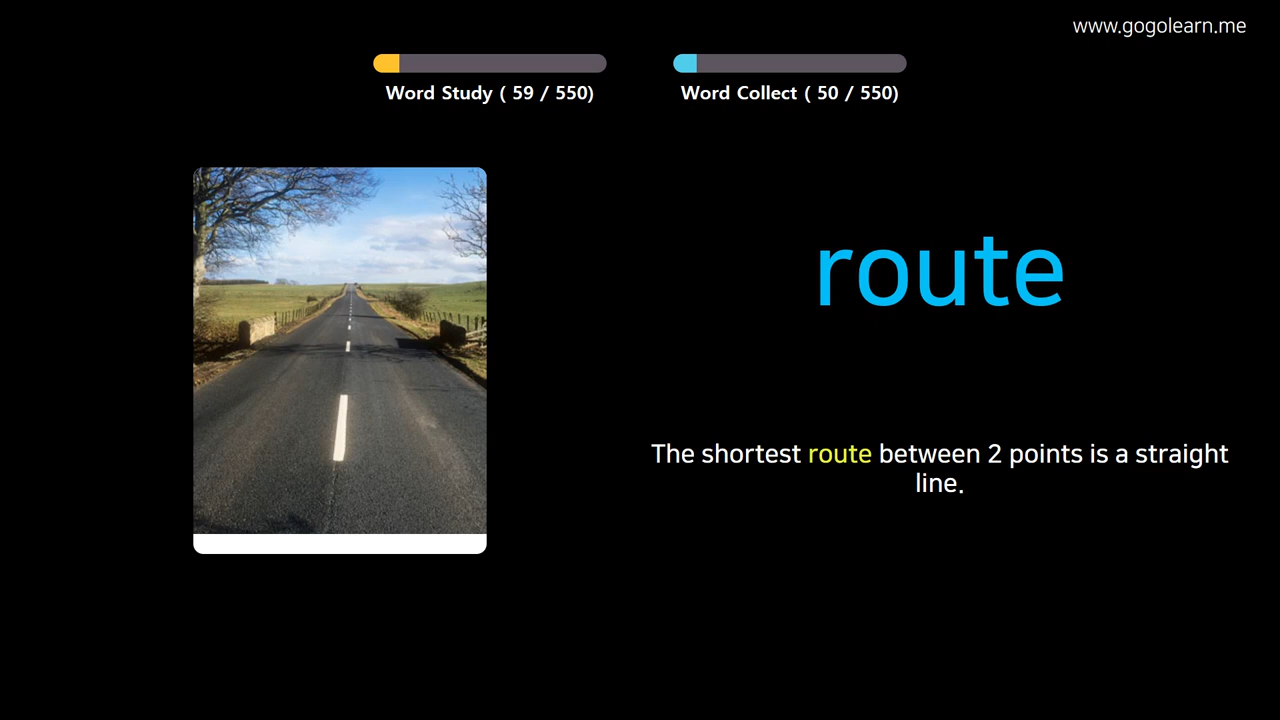 www.gogolearn.me
Word Study ( 59 / 550)
Word Collect ( 50 / 550)
route
The shortest route between 2 points is a straight
line.